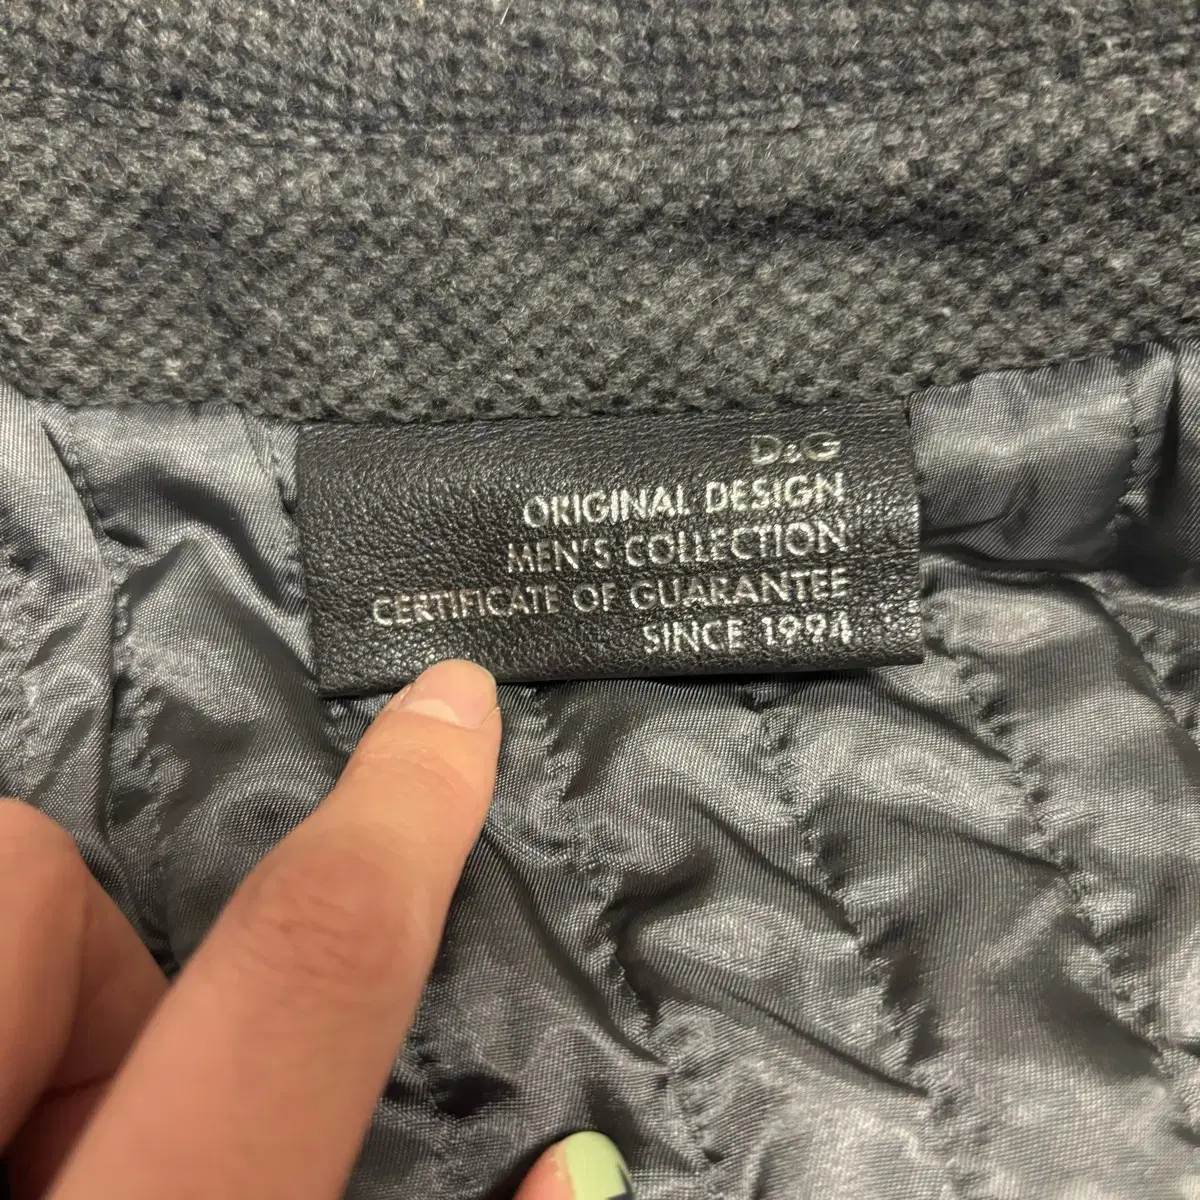 D&G
ORIGINAL DESIGN
MEN'S COLLECTION
CERTIFICATE OF GUARANTEE
SINCE 1994